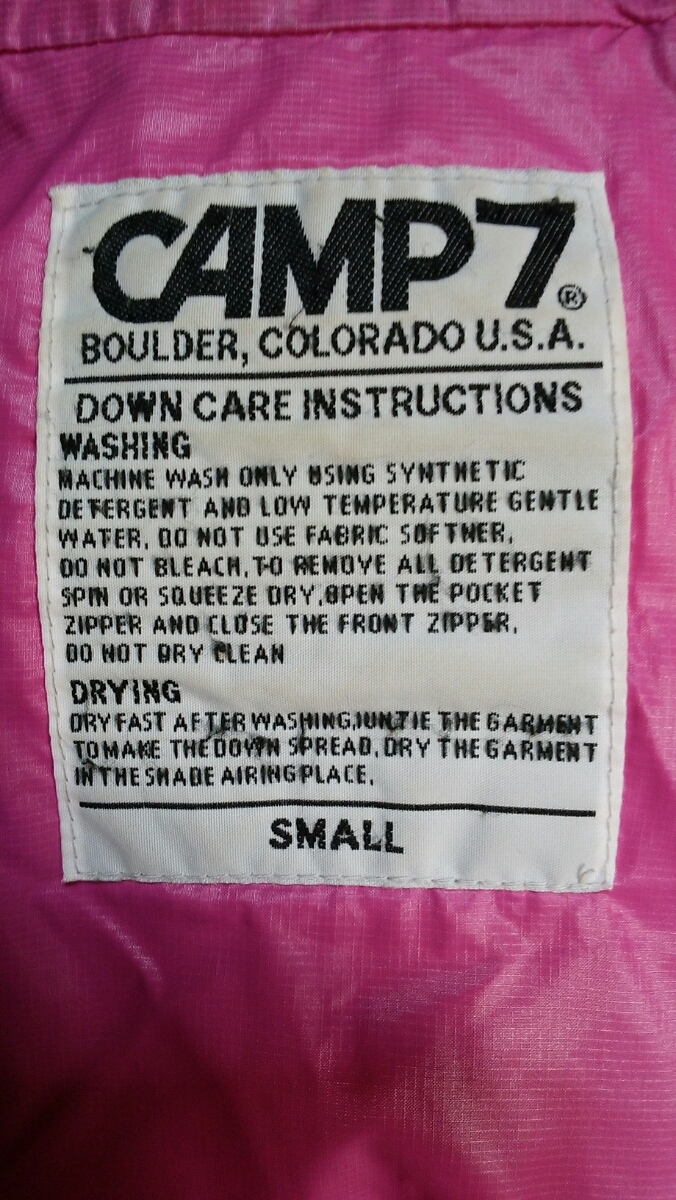 CAMP7®
BOULDER, COLORADO U.S.A.
DOWN CARE INSTRUCTIONS
WASHING
MACHINE WASH ONLY USING SYNTHETIC
DETERGENT AND LOW TEMPERATURE GENTLE
WATER. DO NOT USE FABRIC SOFTNER.
DO NOT BLEACH.TO REMOVE ALL DETERGENT
SPIN OR SQUEEZE DRY.OPEN THE POCKET
ZIPPER AND CLOSE THE FRONT ZIPPER.
DO NOT DRY CLEAN
DRYING
DRY FAST AFTER WASHING. THE GARMENT
TO MAKE THE DOWN SPREAD. DRY THE GARMENT
IN THE SHADE AIRING PLACE.
SMALL